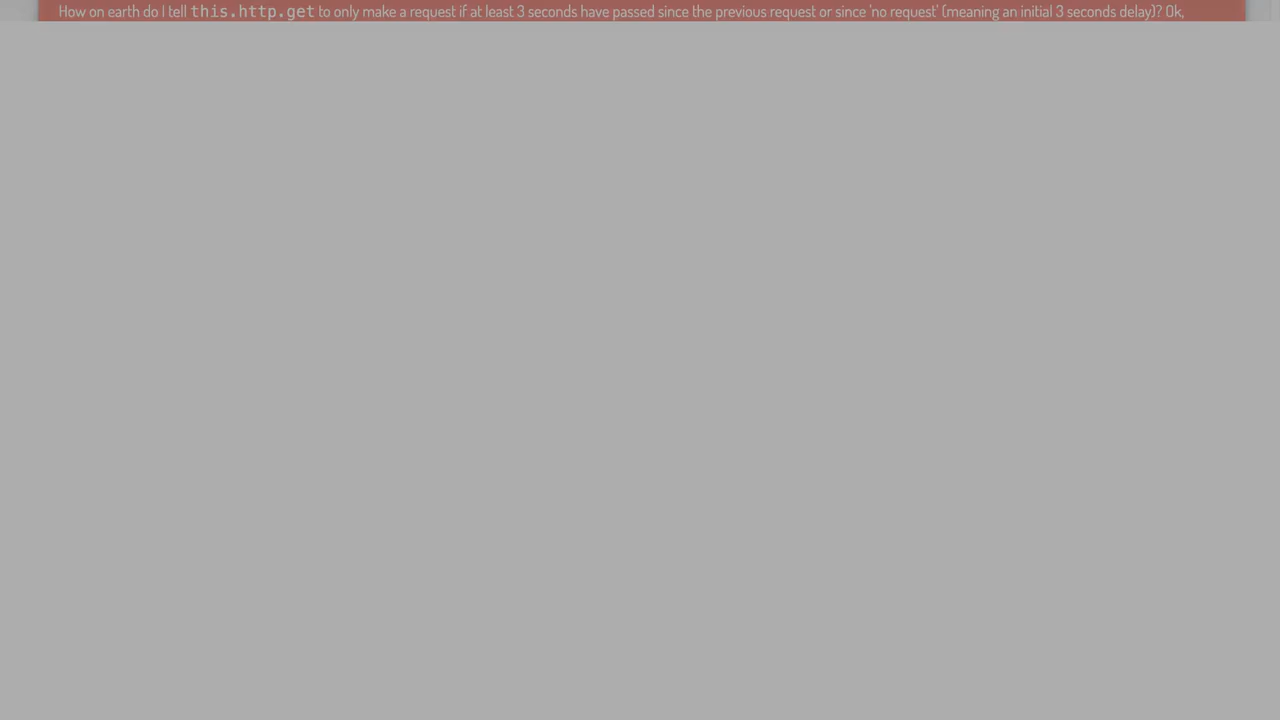 How on earth do I tell this.http.get to only make a request if at least 3 seconds have passed since the previous request or since 'no request' (meaning an initial 3 seconds delay)? Ok,